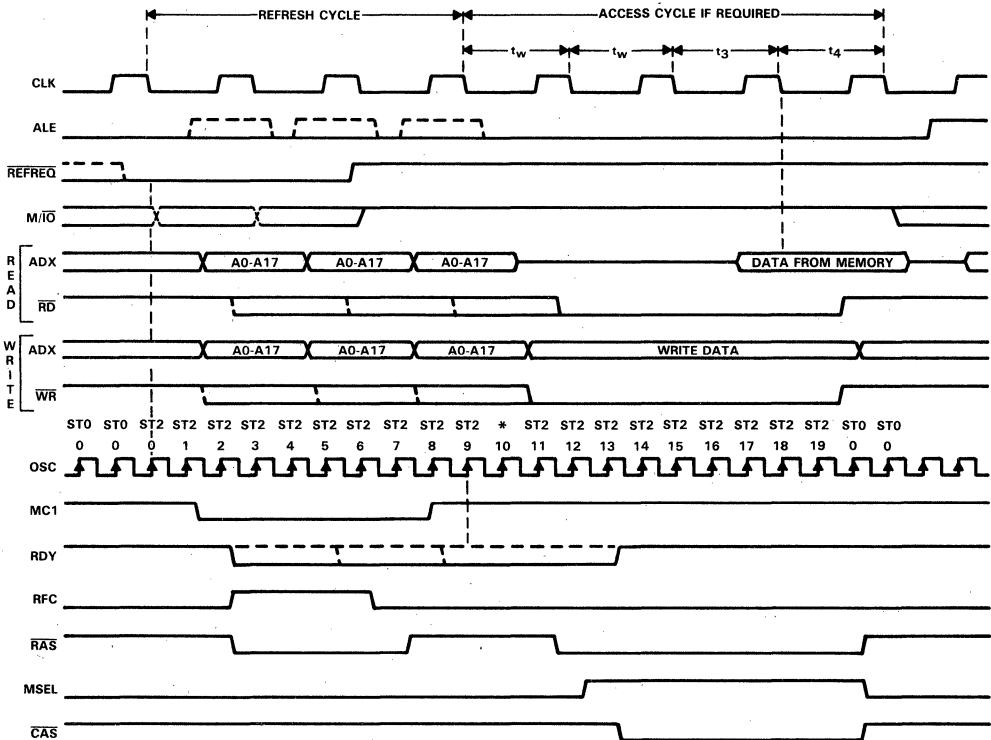 REFRESH CYCLE ACCESS CYCLE IF REQUIRED
tw tw t3 t4
CLK
ALE
REFREQ
M/IO
READ
ADX A0-A17 A0-A17 A0-A17 DATA FROM MEMORY
RD
WRITE
ADX A0-A17 A0-A17 A0-A17 WRITE DATA
WR
ST0 ST0 ST2 ST2 ST2 ST2 ST2 ST2 ST2 ST2 ST2 ST2 * ST2 ST2 ST2 ST2 ST2 ST2 ST2 ST2 ST2 ST0 ST0
0 0 0 1 2 3 4 5 6 7 8 9 10 11 12 13 14 15 16 17 18 19 0 0
OSC
MC1
RDY
RFC
RAS
MSEL
CAS